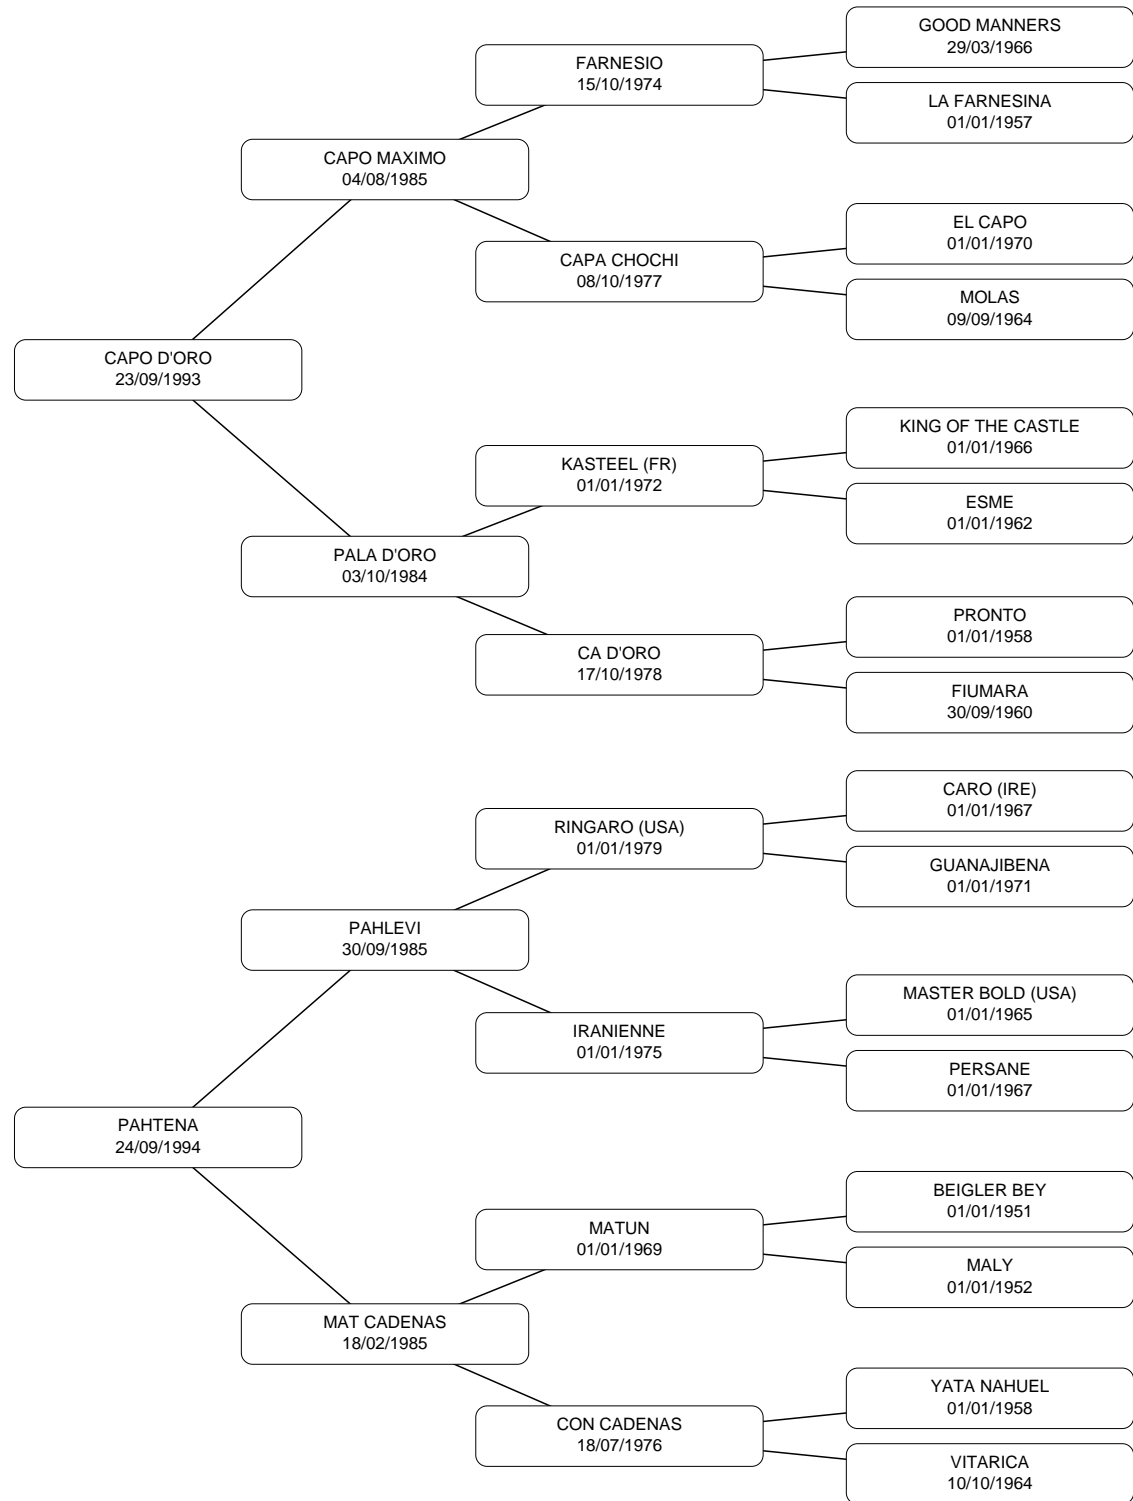 GOOD MANNERS
29/03/1966
FARNESIO
15/10/1974
LA FARNESINA
01/01/1957
CAPO MAXIMO
04/08/1985
EL CAPO
01/01/1970
CAPA CHOCHI
08/10/1977
MOLAS
09/09/1964
CAPO D'ORO
23/09/1993
KING OF THE CASTLE
01/01/1966
KASTEEL (FR)
01/01/1972
ESME
01/01/1962
PALA D'ORO
03/10/1984
PRONTO
01/01/1958
CA D'ORO
17/10/1978
FIUMARA
30/09/1960
CARO (IRE)
01/01/1967
RINGARO (USA)
01/01/1979
GUANAJIBENA
01/01/1971
PAHLEVI
30/09/1985
MASTER BOLD (USA)
01/01/1965
IRANIENNE
01/01/1975
PERSANE
01/01/1967
PAHTENA
24/09/1994
BEIGLER BEY
01/01/1951
MATUN
01/01/1969
MALY
01/01/1952
MAT CADENAS
18/02/1985
YATA NAHUEL
01/01/1958
CON CADENAS
18/07/1976
VITARICA
10/10/1964